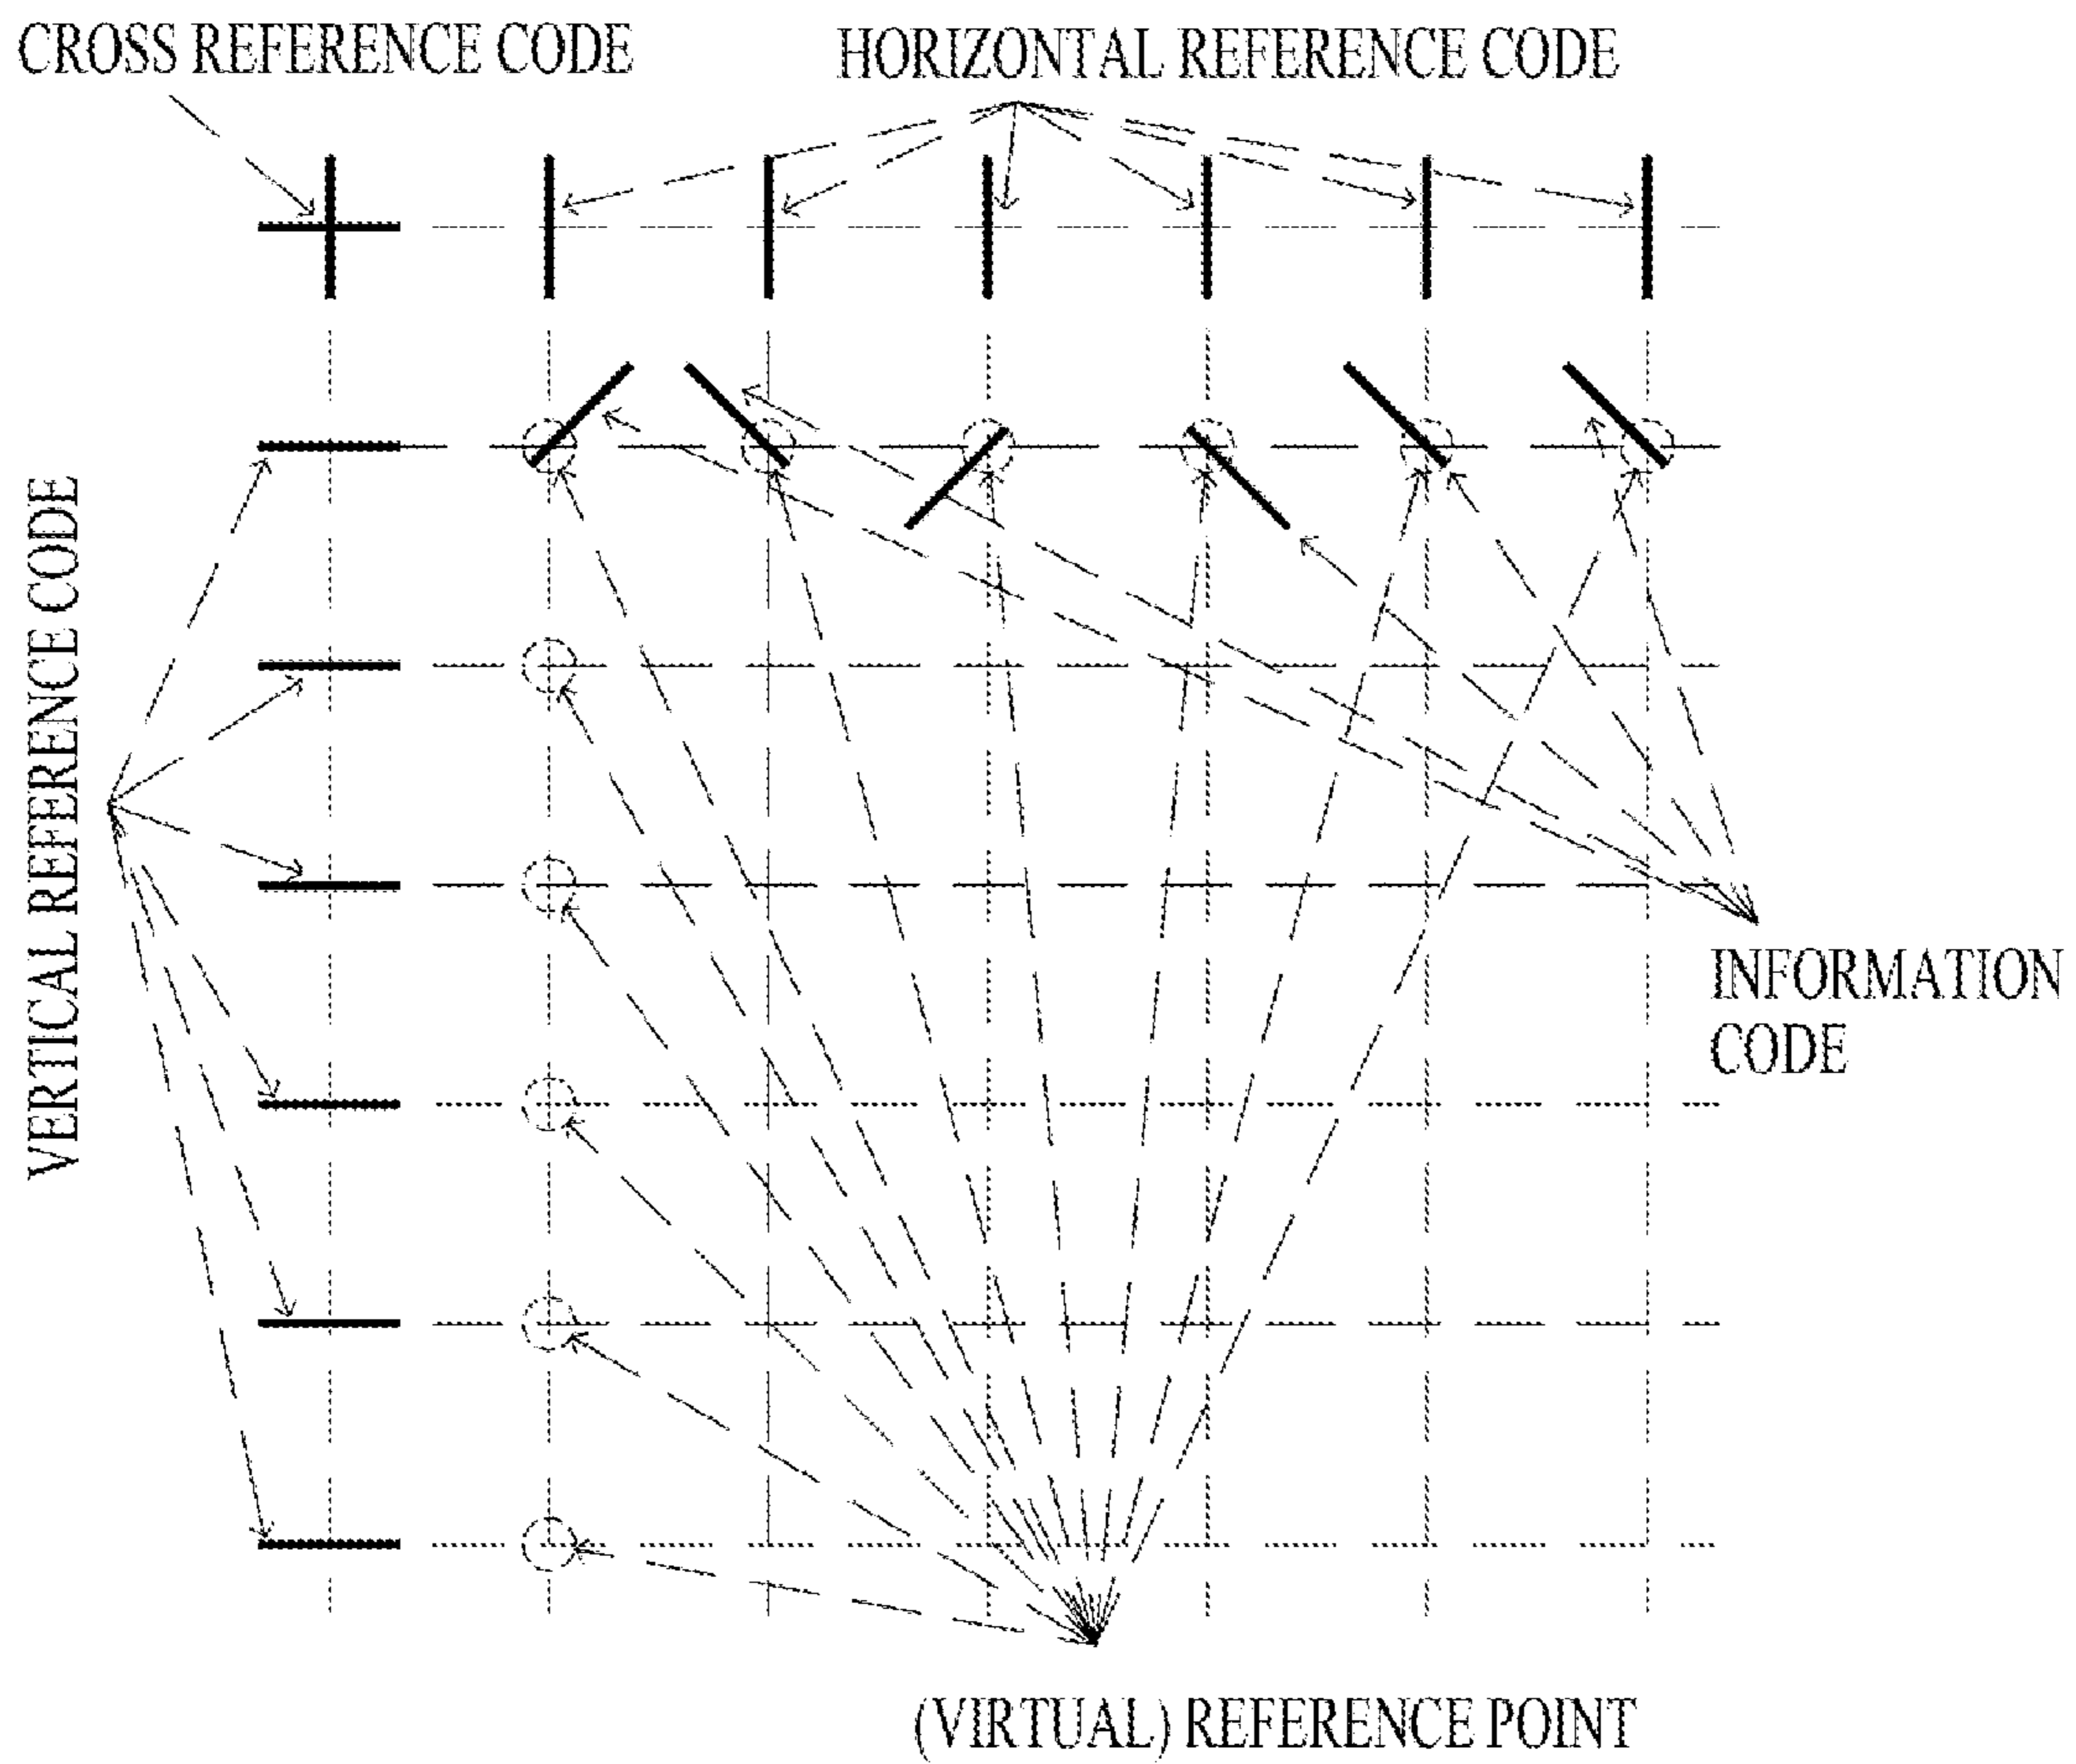 CROSS REFERENCE CODE
HORIZONTAL REFERENCE CODE
VERTICAL REFERENCE CODE
INFORMATION
CODE
(VIRTUAL) REFERENCE POINT